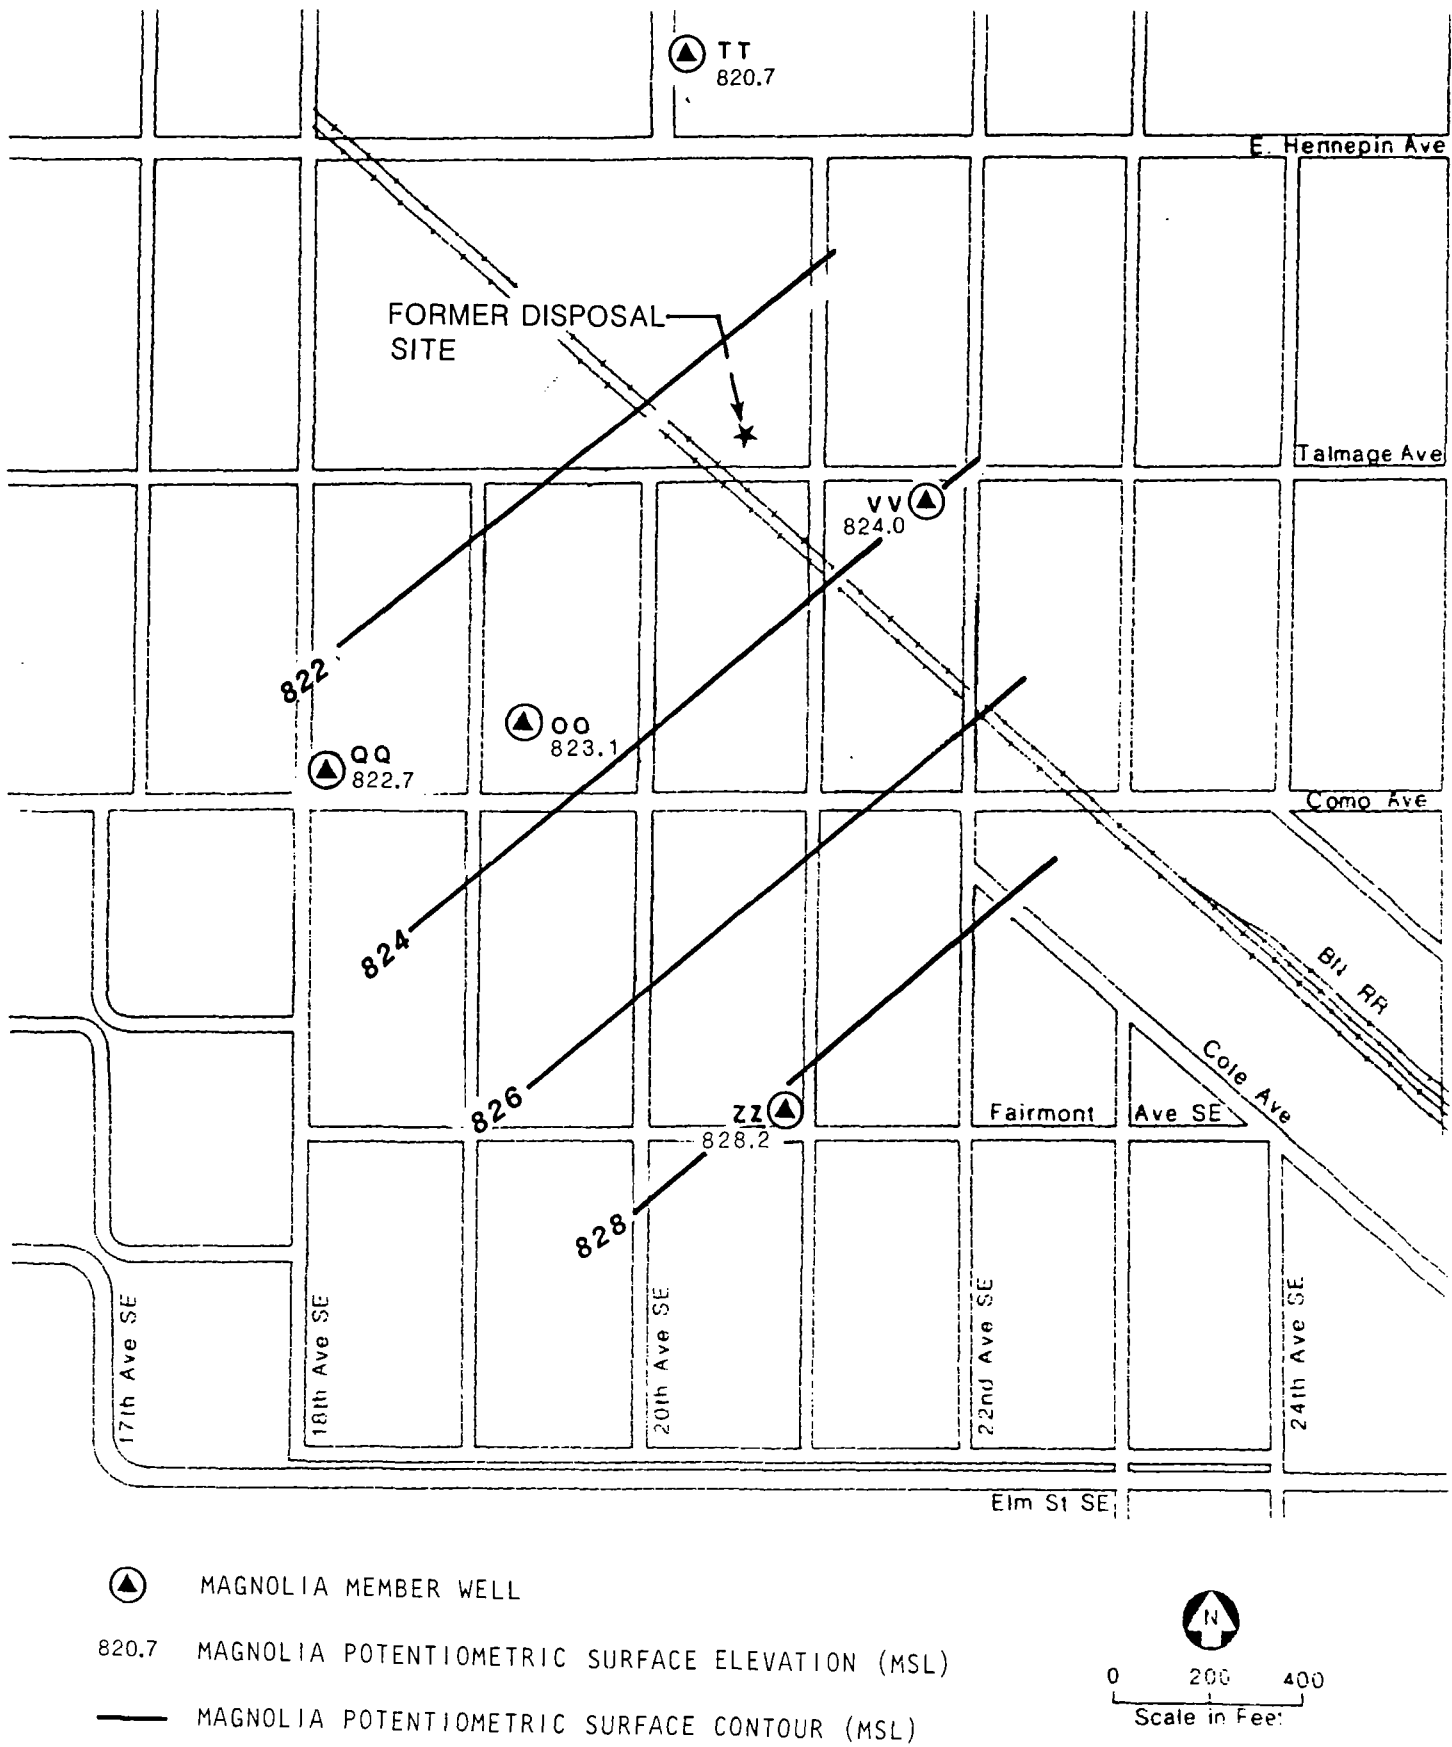 TT
820.7
E. Hennepin Ave
FORMER DISPOSAL
SITE
Talmage Ave
VV
824.0
822
OO
823.1
QQ
822.7
Como Ave
824
BN RR
Cole Ave
826
ZZ
828.2
Fairmont Ave SE
828
17th Ave SE
18th Ave SE
20th Ave SE
22nd Ave SE
24th Ave SE
Elm St SE
MAGNOLIA MEMBER WELL
820.7 MAGNOLIA POTENTIOMETRIC SURFACE ELEVATION (MSL)
MAGNOLIA POTENTIOMETRIC SURFACE CONTOUR (MSL)
N
0 200 400
Scale in Feet